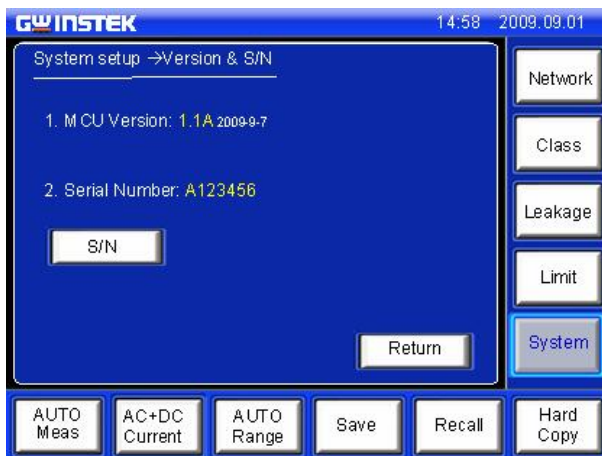 GWINSTEK 14:58 2009.09.01
System setup →Version & S/N
1. MCU Version: 1.1A 2009-9-7
2. Serial Number: A123456
S/N
Return
Network
Class
Leakage
Limit
System
AUTO
Meas
AC+DC
Current
AUTO
Range
Save
Recall
Hard
Copy